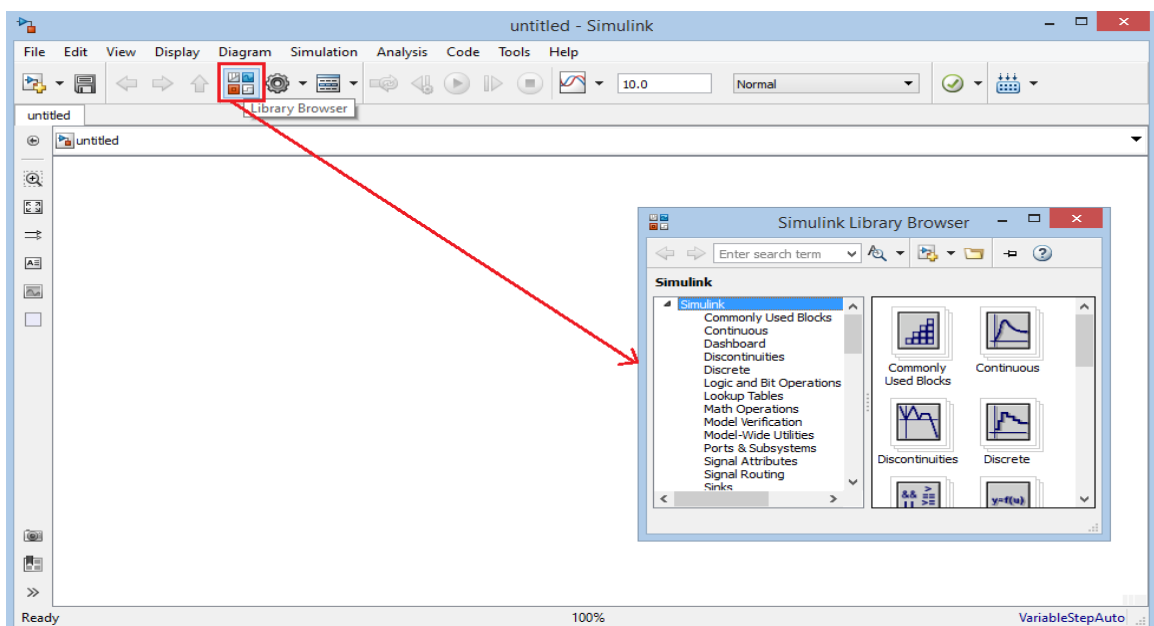 untitled - Simulink
File Edit View Display Diagram Simulation Analysis Code Tools Help
10.0 Normal
Library Browser
untitled
untitled
Simulink Library Browser
Enter search term
Simulink
Simulink
Commonly Used Blocks
Continuous
Dashboard
Discontinuities
Discrete
Logic and Bit Operations
Lookup Tables
Math Operations
Model Verification
Model-Wide Utilities
Ports & Subsystems
Signal Attributes
Signal Routing
Sinks
Commonly Used Blocks
Continuous
Discontinuities
Discrete
y=f(u)
Ready 100% VariableStepAuto